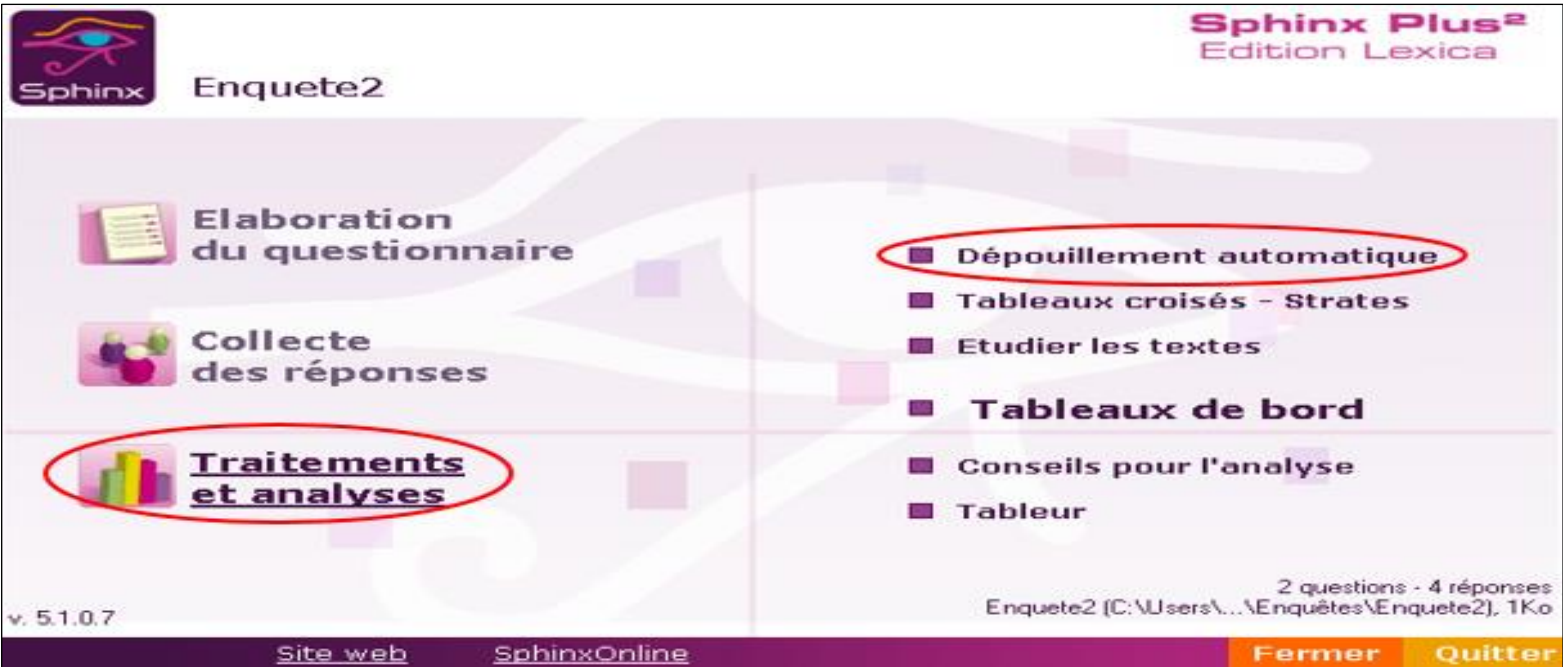 Sphinx Plus²
Edition Lexica
Sphinx
Enquete2
Elaboration
du questionnaire
Collecte
des réponses
Traitements
et analyses
Dépouillement automatique
Tableaux croisés - Strates
Etudier les textes
Tableaux de bord
Conseils pour l'analyse
Tableur
2 questions - 4 réponses
Enquete2 (C:\Users\...\Enquêtes\Enquete2), 1Ko
v. 5.1.0.7
Site web
SphinxOnline
Fermer
Quitter